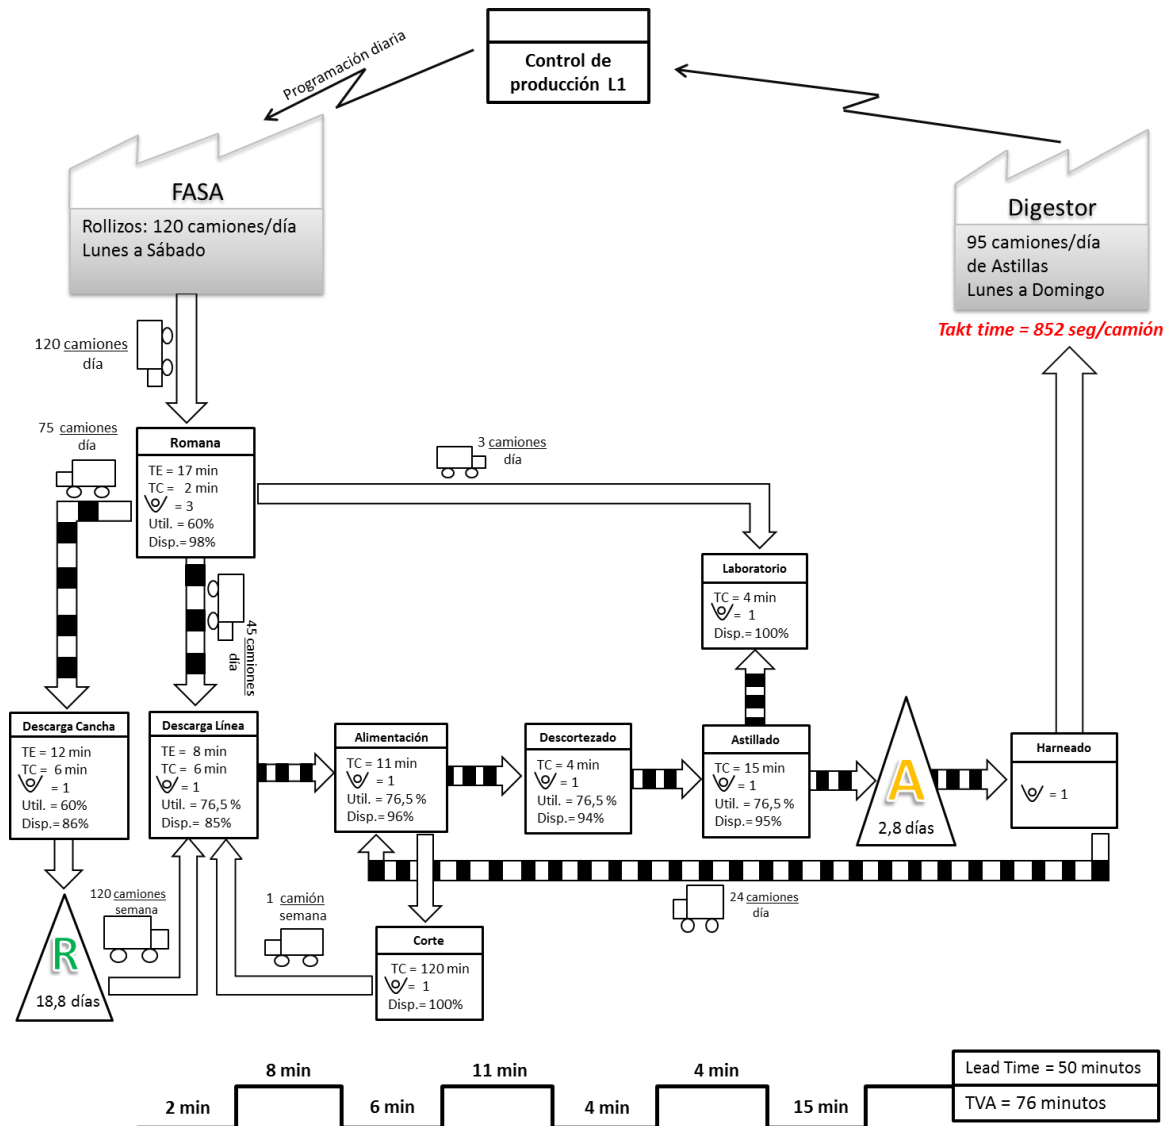 Control de
producción L1
Programación diaria
FASA
Rollizos: 120 camiones/día
Lunes a Sábado
Digestor
95 camiones/día
de Astillas
Lunes a Domingo
Takt time = 852 seg/camión
120 camiones
día
75 camiones
día
Romana
TE = 17 min
TC = 2 min
= 3
Util. = 60%
Disp.= 98%
3 camiones
día
45 camiones
día
Laboratorio
TC = 4 min
= 1
Disp.= 100%
Descarga Cancha
TE = 12 min
TC = 6 min
= 1
Util. = 60%
Disp.= 86%
Descarga Línea
TE = 8 min
TC = 6 min
= 1
Util. = 76,5 %
Disp.= 85%
Alimentación
TC = 11 min
= 1
Util. = 76,5 %
Disp.= 96%
Descortezado
TC = 4 min
= 1
Util. = 76,5 %
Disp.= 94%
Astillado
TC = 15 min
= 1
Util. = 76,5 %
Disp.= 95%
A
2,8 días
Harneado
= 1
R
18,8 días
120 camiones
semana
1 camión
semana
24 camiones
día
Corte
TC = 120 min
= 1
Disp.= 100%
8 min
11 min
4 min
2 min
6 min
4 min
15 min
Lead Time = 50 minutos
TVA = 76 minutos